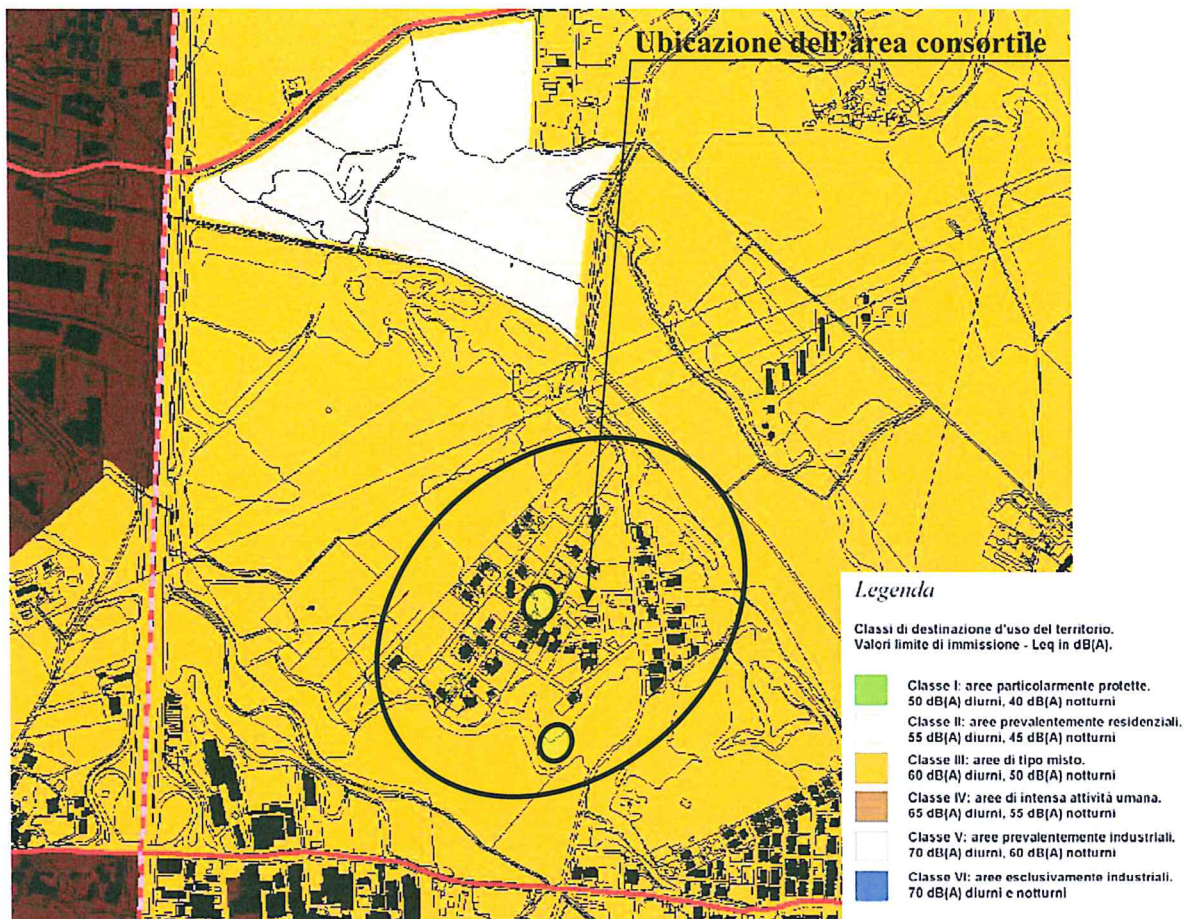 Ubicazione dell'area consortile
Legenda
Classi di destinazione d'uso del territorio.
Valori limite di immissione - Leq in dB(A).
Classe I: aree particolarmente protette.
50 dB(A) diurni, 40 dB(A) notturni
Classe II: aree prevalentemente residenziali.
55 dB(A) diurni, 45 dB(A) notturni
Classe III: aree di tipo misto.
60 dB(A) diurni, 50 dB(A) notturni
Classe IV: aree di intensa attività umana.
65 dB(A) diurni, 55 dB(A) notturni
Classe V: aree prevalentemente industriali.
70 dB(A) diurni, 60 dB(A) notturni
Classe VI: aree esclusivamente industriali.
70 dB(A) diurni e notturni